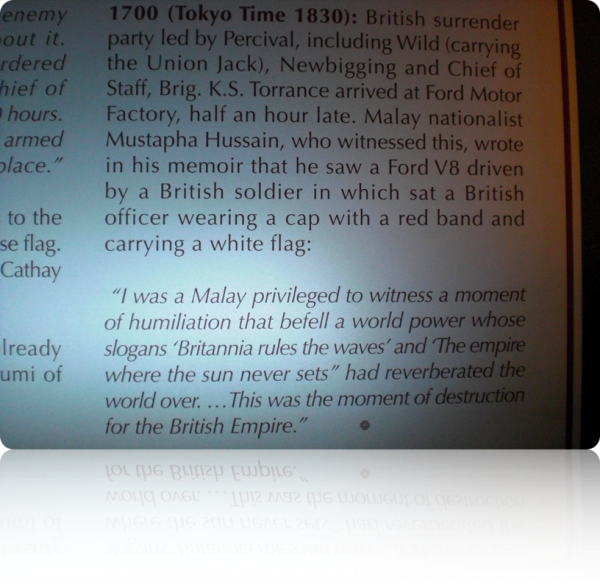 enemy
out it.
rdered
hief of
hours.
armed
place."
to the
se flag.
Cathay
lready
umi of
1700 (Tokyo Time 1830): British surrender
party led by Percival, including Wild (carrying
the Union Jack), Newbigging and Chief of
Staff, Brig. K.S. Torrance arrived at Ford Motor
Factory, half an hour late. Malay nationalist
Mustapha Hussain, who witnessed this, wrote
in his memoir that he saw a Ford V8 driven
by a British soldier in which sat a British
officer wearing a cap with a red band and
carrying a white flag:
“I was a Malay privileged to witness a moment
of humiliation that befell a world power whose
slogans ‘Britannia rules the waves’ and ‘The empire
where the sun never sets” had reverberated the
world over. …This was the moment of destruction
for the British Empire.”